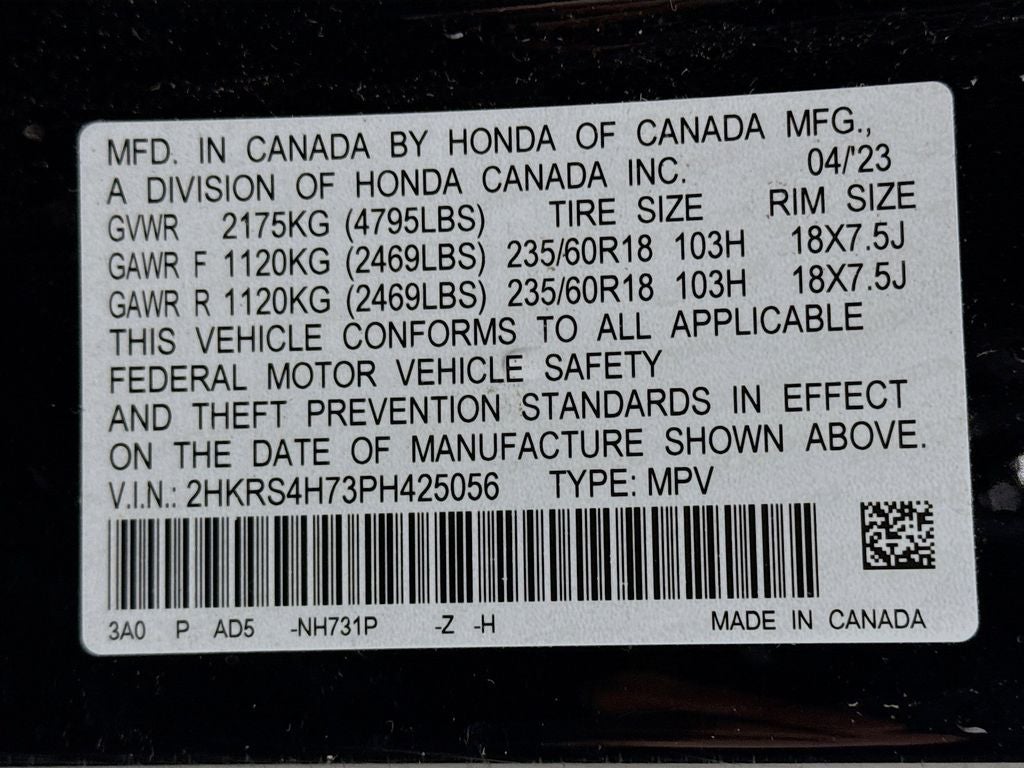 MFD. IN CANADA BY HONDA OF CANADA MFG.,
A DIVISION OF HONDA CANADA INC. 04/'23
GVWR 2175KG (4795LBS) TIRE SIZE RIM SIZE
GAWR F 1120KG (2469LBS) 235/60R18 103H 18X7.5J
GAWR R 1120KG (2469LBS) 235/60R18 103H 18X7.5J
THIS VEHICLE CONFORMS TO ALL APPLICABLE
FEDERAL MOTOR VEHICLE SAFETY
AND THEFT PREVENTION STANDARDS IN EFFECT
ON THE DATE OF MANUFACTURE SHOWN ABOVE.
V.I.N.: 2HKRS4H73PH425056 TYPE: MPV
3A0 P AD5 -NH731P -Z -H MADE IN CANADA